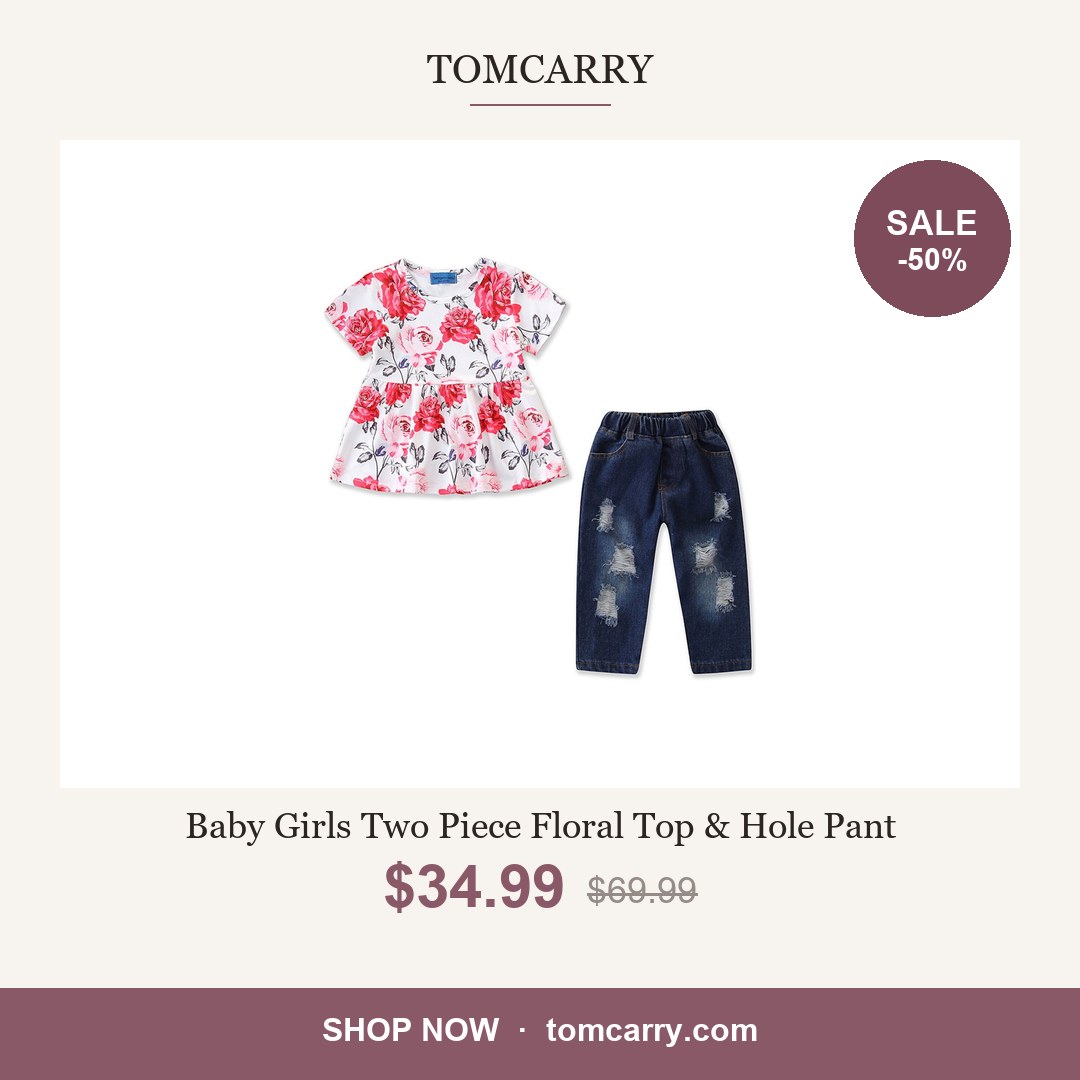 TOMCARRY
SALE
-50%
Baby Girls Two Piece Floral Top & Hole Pant
$34.99 $69.99
SHOP NOW · tomcarry.com